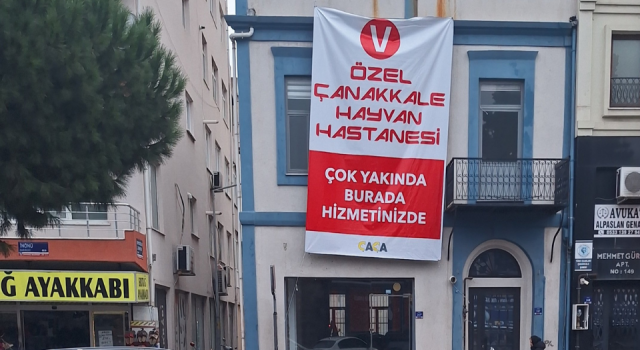 V
ÖZEL
ÇANAKKALE
HAYVAN
HASTANESİ
ÇOK YAKINDA
BURADA
HİZMETİNİZDE
ÇAĞA
Ğ AYAKKABI
AVUKA
ALPASLAN GENA
MEHMET GÜR
APT.
NO: 149